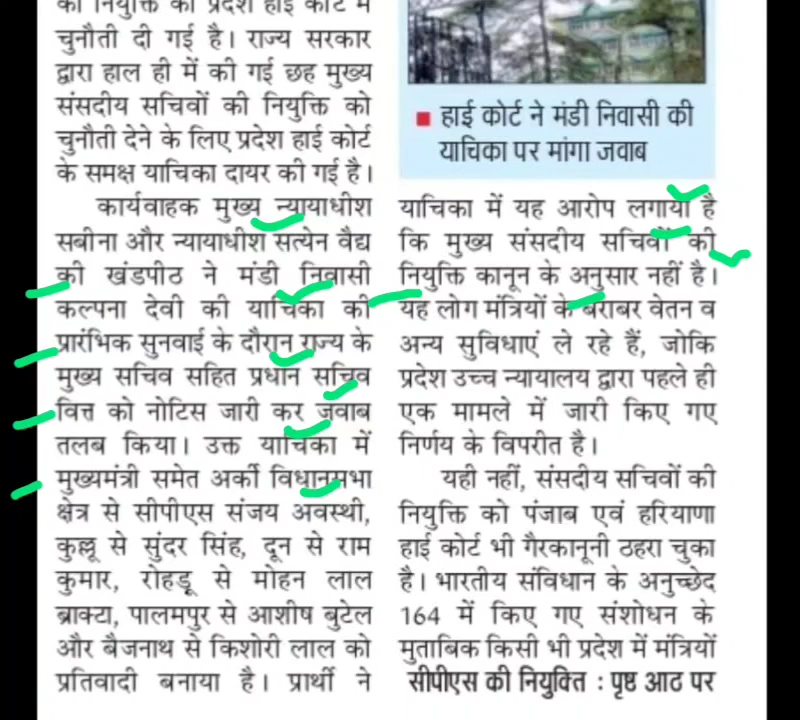 की नियुक्ति को प्रदेश हाई कोर्ट में
चुनौती दी गई है। राज्य सरकार
द्वारा हाल ही में की गई छह मुख्य
संसदीय सचिवों की नियुक्ति को
चुनौती देने के लिए प्रदेश हाई कोर्ट
के समक्ष याचिका दायर की गई है।
कार्यवाहक मुख्य न्यायाधीश
सबीना और न्यायाधीश सत्येन वैद्य
की खंडपीठ ने मंडी निवासी
कल्पना देवी की याचिका की
प्रारंभिक सुनवाई के दौरान राज्य के
मुख्य सचिव सहित प्रधान सचिव
वित्त को नोटिस जारी कर जवाब
तलब किया। उक्त याचिका में
मुख्यमंत्री समेत अर्की विधानसभा
क्षेत्र से सीपीएस संजय अवस्थी,
कुल्लू से सुंदर सिंह, दून से राम
कुमार, रोहड़ू से मोहन लाल
ब्राक्टा, पालमपुर से आशीष बुटेल
और बैजनाथ से किशोरी लाल को
प्रतिवादी बनाया है। प्रार्थी ने
हाई कोर्ट ने मंडी निवासी की
याचिका पर मांगा जवाब
याचिका में यह आरोप लगाया है
कि मुख्य संसदीय सचिवों की
नियुक्ति कानून के अनुसार नहीं है।
यह लोग मंत्रियों के बराबर वेतन व
अन्य सुविधाएं ले रहे हैं, जोकि
प्रदेश उच्च न्यायालय द्वारा पहले ही
एक मामले में जारी किए गए
निर्णय के विपरीत है।
यही नहीं, संसदीय सचिवों की
नियुक्ति को पंजाब एवं हरियाणा
हाई कोर्ट भी गैरकानूनी ठहरा चुका
है। भारतीय संविधान के अनुच्छेद
164 में किए गए संशोधन के
मुताबिक किसी भी प्रदेश में मंत्रियों
सीपीएस की नियुक्ति : पृष्ठ आठ पर